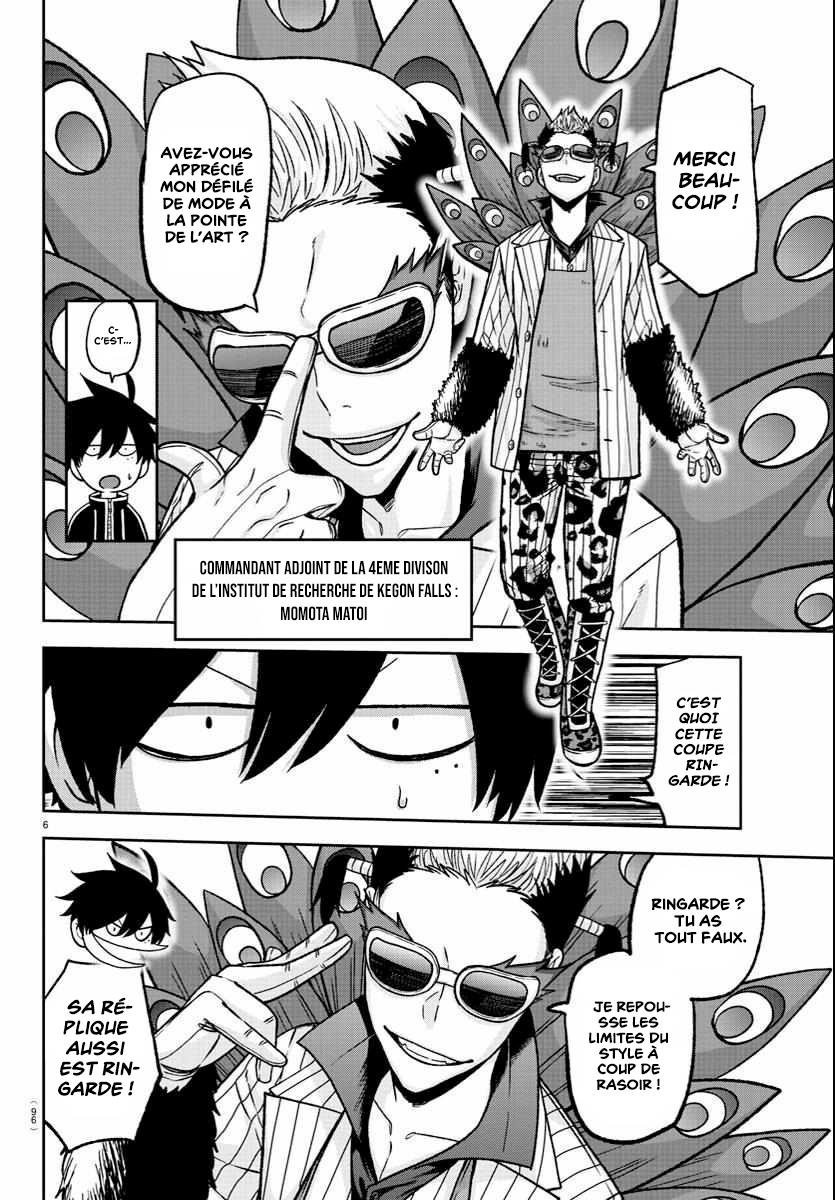 MERCI
BEAU-
COUP !
AVEZ-VOUS
APPRÉCIÉ
MON DÉFILÉ
DE MODE À
LA POINTE
DE L'ART ?
C-
C'EST...
COMMANDANT ADJOINT DE LA 4EME DIVISON
DE L'INSTITUT DE RECHERCHE DE KEGON FALLS :
MOMOTA MATOI
C'EST
QUOI
CETTE
COUPE
RIN-
GARDE !
6
RINGARDE ?
TU AS
TOUT FAUX.
JE REPOUS-
SE LES
LIMITES DU
STYLE À
COUP DE
RASOIR !
SA RÉ-
PLIQUE
AUSSI
EST RIN-
GARDE !
(96)